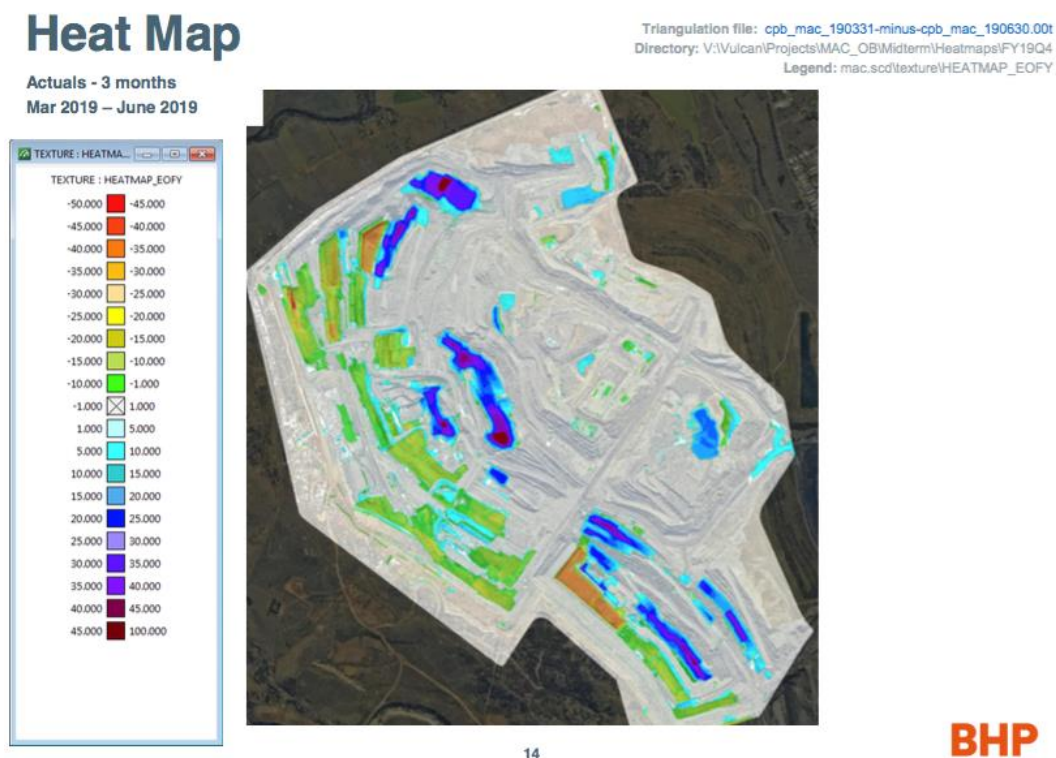 Heat Map
Triangulation file: cpb_mac_190331-minus-cpb_mac_190630.00t
Directory: V:\Vulcan\Projects\MAC_OB\Midterm\Heatmaps\FY19Q4
Legend: mac.scd\texture\HEATMAP_EOFY
Actuals - 3 months
Mar 2019 – June 2019
TEXTURE : HEATMA...
TEXTURE : HEATMAP_EOFY
-50.000 -45.000
-45.000 -40.000
-40.000 -35.000
-35.000 -30.000
-30.000 -25.000
-25.000 -20.000
-20.000 -15.000
-15.000 -10.000
-10.000 -1.000
-1.000 1.000
1.000 5.000
5.000 10.000
10.000 15.000
15.000 20.000
20.000 25.000
25.000 30.000
30.000 35.000
35.000 40.000
40.000 45.000
45.000 100.000
14
BHP